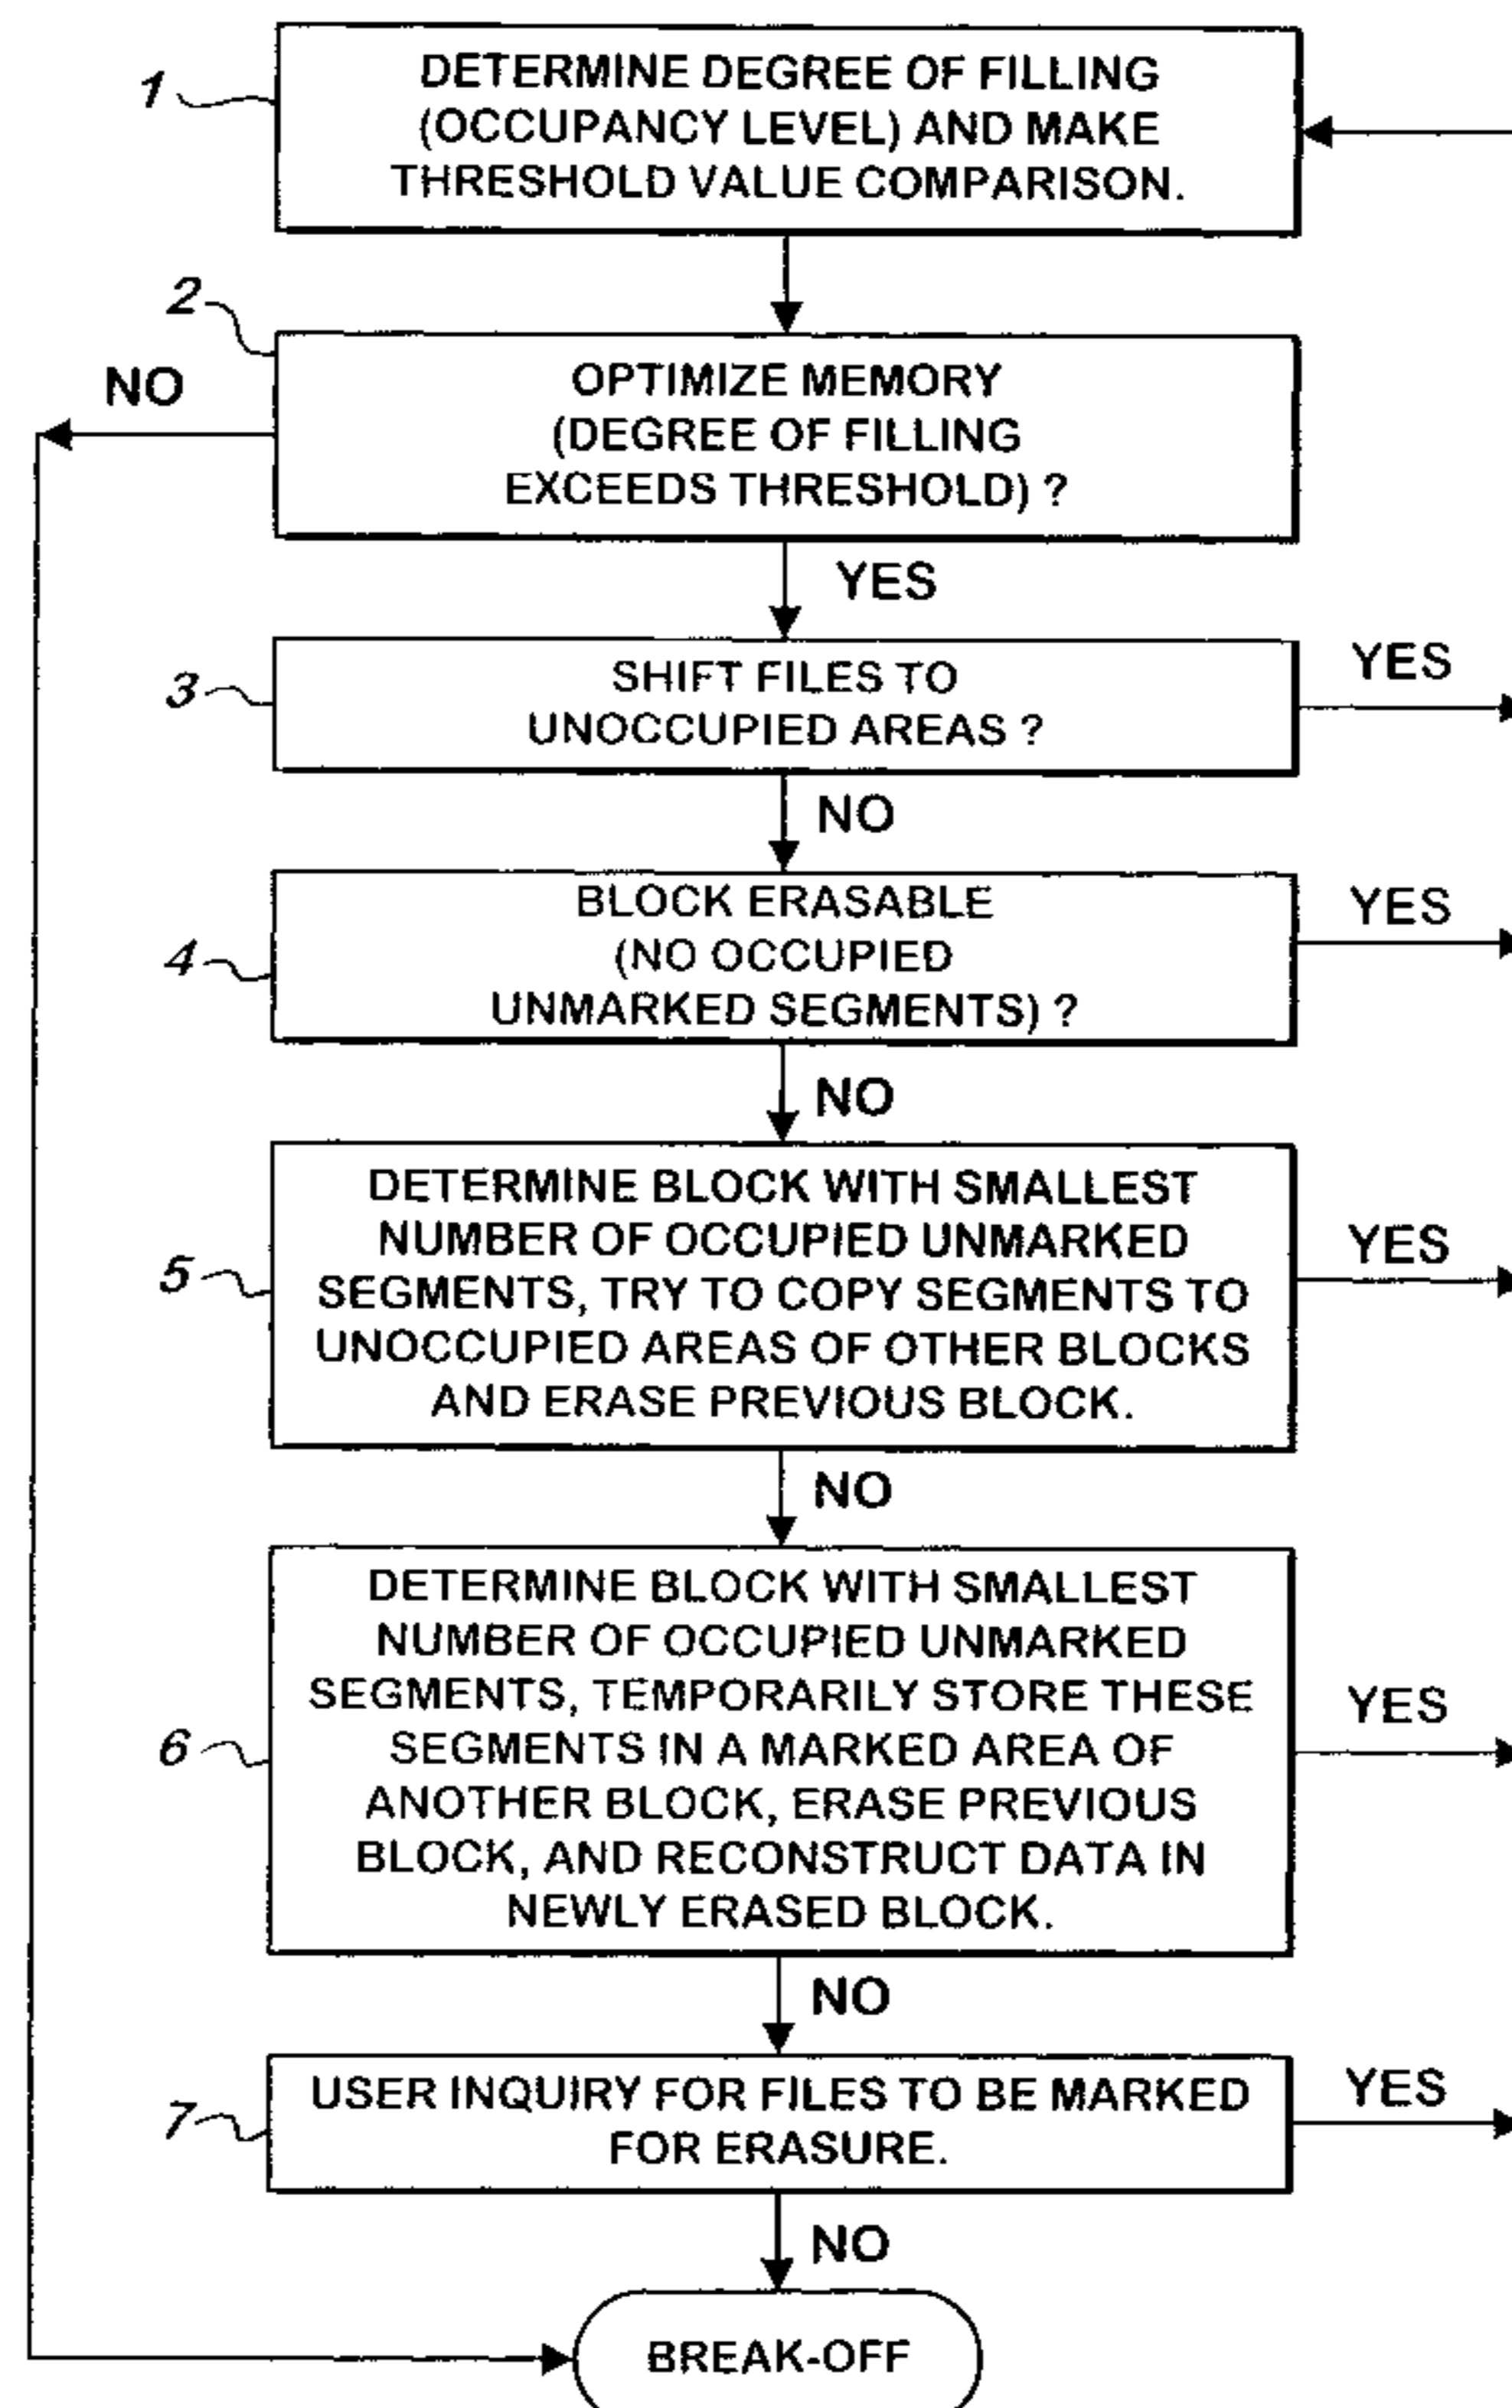 1
DETERMINE DEGREE OF FILLING
(OCCUPANCY LEVEL) AND MAKE
THRESHOLD VALUE COMPARISON.
2
NO
OPTIMIZE MEMORY
(DEGREE OF FILLING
EXCEEDS THRESHOLD) ?
YES
3
SHIFT FILES TO
UNOCCUPIED AREAS ?
YES
NO
4
BLOCK ERASABLE
(NO OCCUPIED
UNMARKED SEGMENTS) ?
YES
NO
5
DETERMINE BLOCK WITH SMALLEST
NUMBER OF OCCUPIED UNMARKED
SEGMENTS, TRY TO COPY SEGMENTS TO
UNOCCUPIED AREAS OF OTHER BLOCKS
AND ERASE PREVIOUS BLOCK.
YES
NO
6
DETERMINE BLOCK WITH SMALLEST
NUMBER OF OCCUPIED UNMARKED
SEGMENTS, TEMPORARILY STORE THESE
SEGMENTS IN A MARKED AREA OF
ANOTHER BLOCK, ERASE PREVIOUS
BLOCK, AND RECONSTRUCT DATA IN
NEWLY ERASED BLOCK.
YES
NO
7
USER INQUIRY FOR FILES TO BE MARKED
FOR ERASURE.
YES
NO
BREAK-OFF